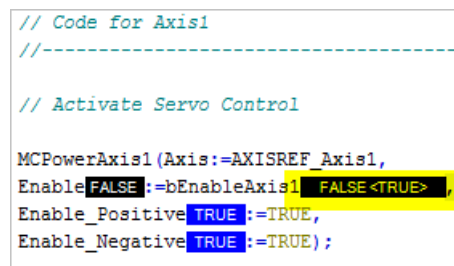 // Code for Axis1
//-------------------------------------
// Activate Servo Control
MCPowerAxis1(Axis:=AXISREF_Axis1,
Enable FALSE :=bEnableAxis1 FALSE <TRUE> ,
Enable_Positive TRUE :=TRUE,
Enable_Negative TRUE :=TRUE);